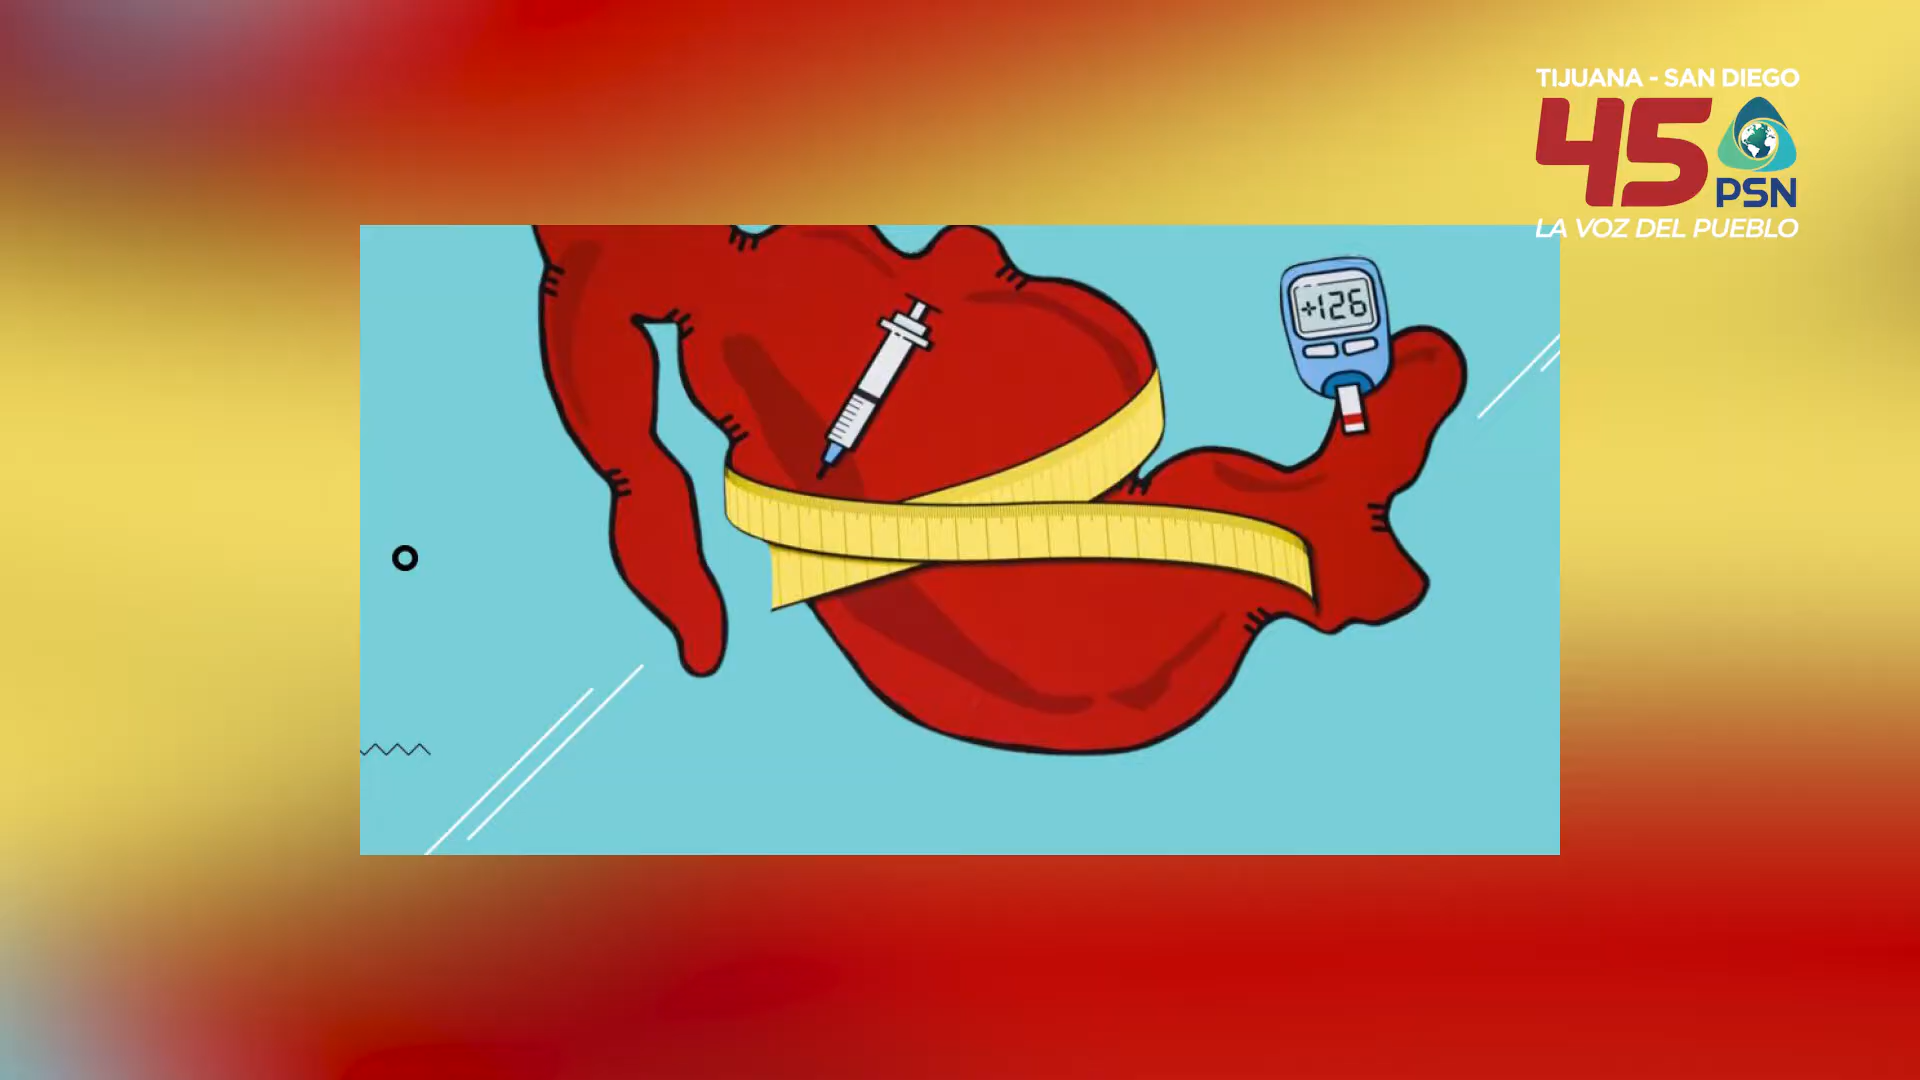 TIJUANA - SAN DIEGO
45
PSN
LA VOZ DEL PUEBLO
+126